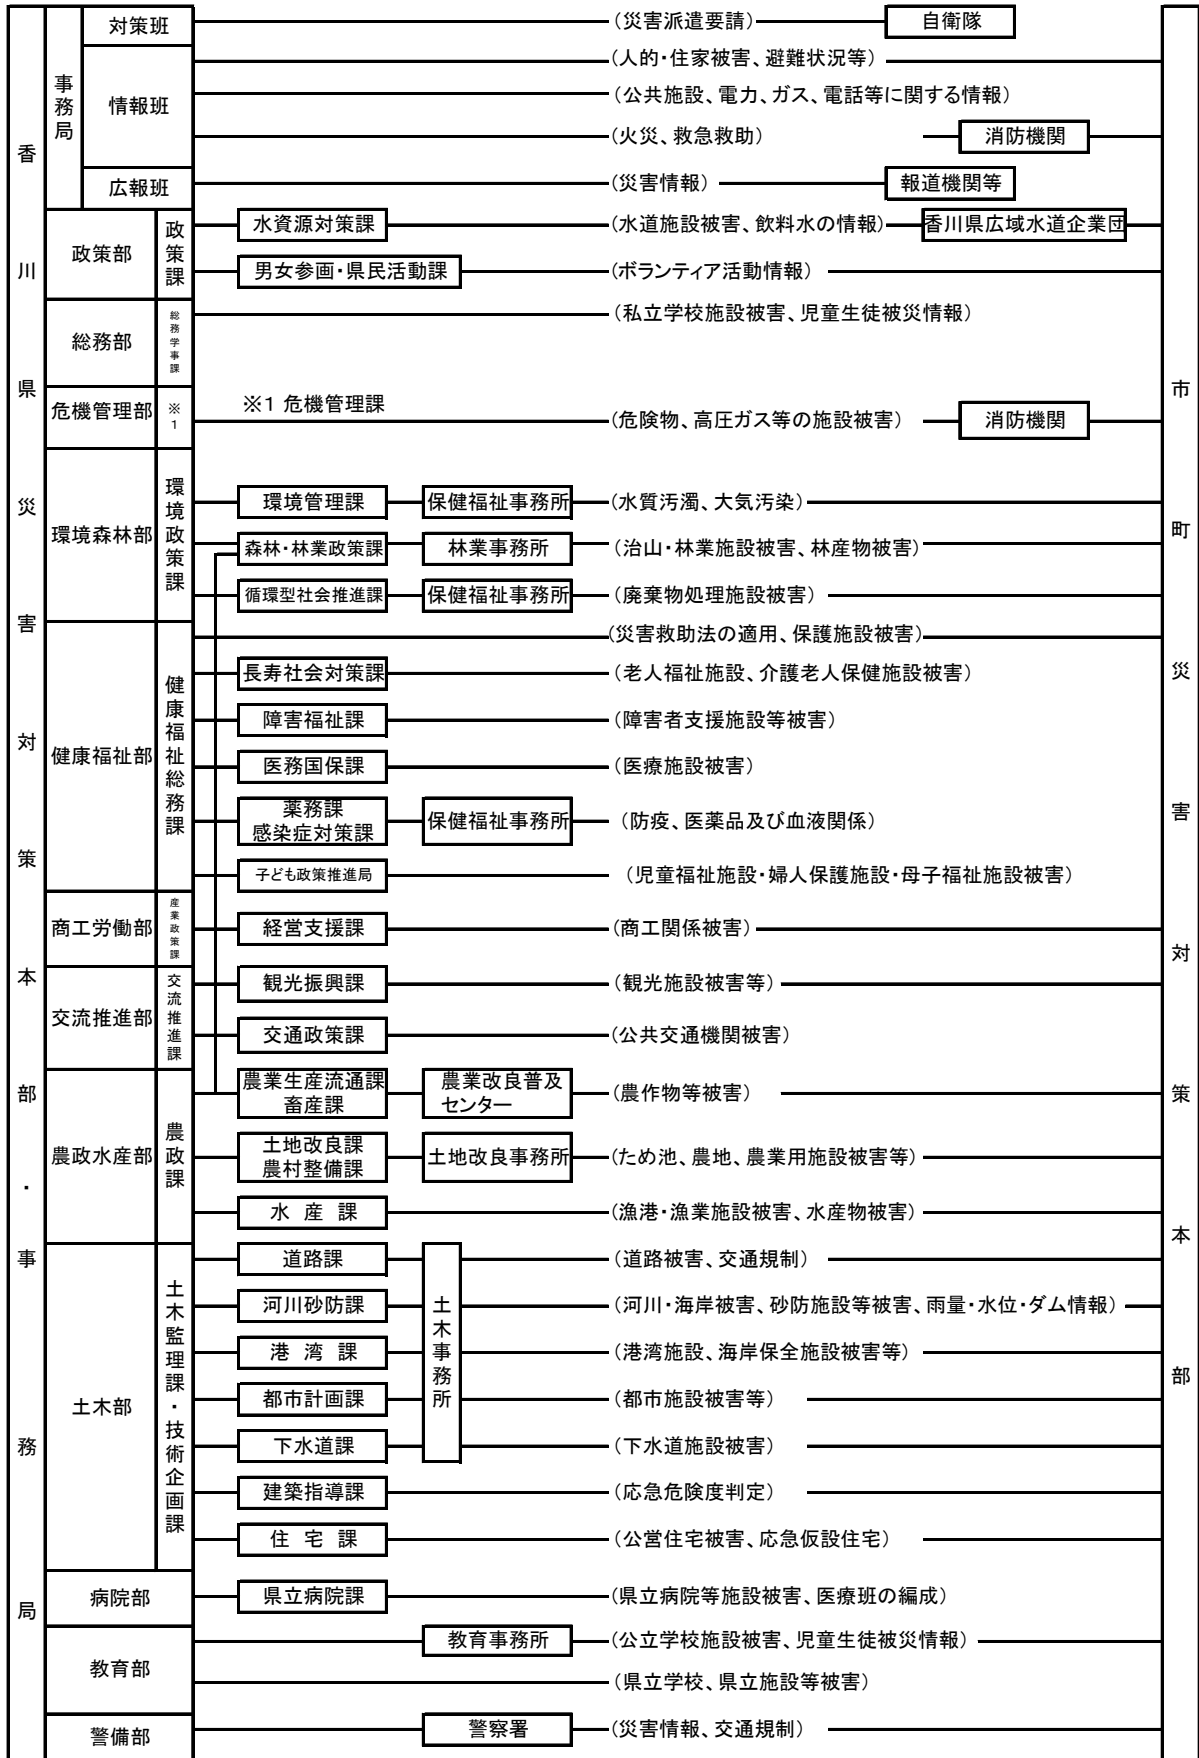 香川県災害対策本部・事務局
事務局
対策班
(災害派遣要請)
自衛隊
情報班
(人的・住家被害、避難状況等)
(公共施設、電力、ガス、電話等に関する情報)
(火災、救急救助)
消防機関
広報班
(災害情報)
報道機関等
政策部
政策課
水資源対策課
(水道施設被害、飲料水の情報)
香川県広域水道企業団
男女参画・県民活動課
(ボランティア活動情報)
総務部
総務学事課
(私立学校施設被害、児童生徒被災情報)
危機管理部
※1
※1 危機管理課
(危険物、高圧ガス等の施設被害)
消防機関
環境森林部
環境政策課
環境管理課
保健福祉事務所
(水質汚濁、大気汚染)
森林・林業政策課
林業事務所
(治山・林業施設被害、林産物被害)
循環型社会推進課
保健福祉事務所
(廃棄物処理施設被害)
健康福祉部
健康福祉総務課
(災害救助法の適用、保護施設被害)
長寿社会対策課
(老人福祉施設、介護老人保健施設被害)
障害福祉課
(障害者支援施設等被害)
医務国保課
(医療施設被害)
薬務課
感染症対策課
保健福祉事務所
(防疫、医薬品及び血液関係)
子ども政策推進局
(児童福祉施設・婦人保護施設・母子福祉施設被害)
商工労働部
産業政策課
経営支援課
(商工関係被害)
交流推進部
交流推進課
観光振興課
(観光施設被害等)
交通政策課
(公共交通機関被害)
農政水産部
農政課
農業生産流通課
畜産課
農業改良普及
センター
(農作物等被害)
土地改良課
農村整備課
土地改良事務所
(ため池、農地、農業用施設被害等)
水 産 課
(漁港・漁業施設被害、水産物被害)
土木部
土木監理課・技術企画課
道路課
土木事務所
(道路被害、交通規制)
河川砂防課
(河川・海岸被害、砂防施設等被害、雨量・水位・ダム情報)
港 湾 課
(港湾施設、海岸保全施設被害等)
都市計画課
(都市施設被害等)
下水道課
(下水道施設被害)
建築指導課
(応急危険度判定)
住 宅 課
(公営住宅被害、応急仮設住宅)
病院部
県立病院課
(県立病院等施設被害、医療班の編成)
教育部
教育事務所
(公立学校施設被害、児童生徒被災情報)
(県立学校、県立施設等被害)
警備部
警察署
(災害情報、交通規制)
市町災害対策本部